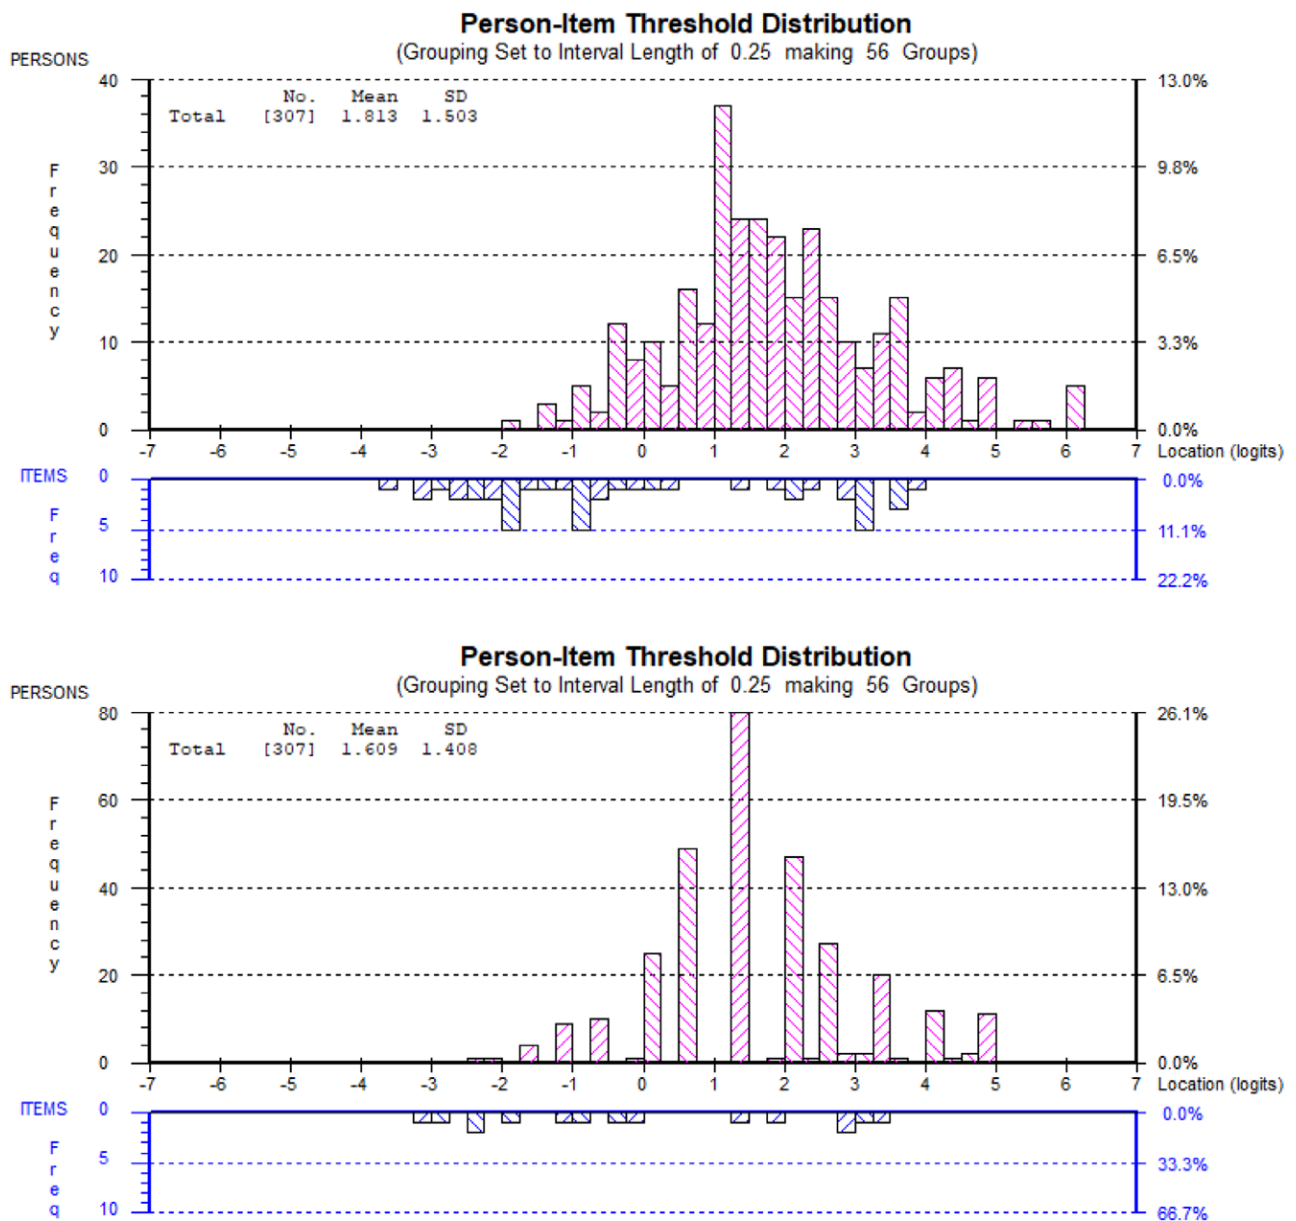 Person-Item Threshold Distribution
(Grouping Set to Interval Length of 0.25 making 56 Groups)
PERSONS
No. Mean SD
Total [307] 1.813 1.503
Frequency
40 13.0%
30 9.8%
20 6.5%
10 3.3%
0 0.0%
-7 -6 -5 -4 -3 -2 -1 0 1 2 3 4 5 6 7 Location (logits)
ITEMS 0 0.0%
Freq
5 11.1%
10 22.2%
Person-Item Threshold Distribution
(Grouping Set to Interval Length of 0.25 making 56 Groups)
PERSONS
No. Mean SD
Total [307] 1.609 1.408
Frequency
80 26.1%
60 19.5%
40 13.0%
20 6.5%
0 0.0%
-7 -6 -5 -4 -3 -2 -1 0 1 2 3 4 5 6 7 Location (logits)
ITEMS 0 0.0%
Freq
5 33.3%
10 66.7%